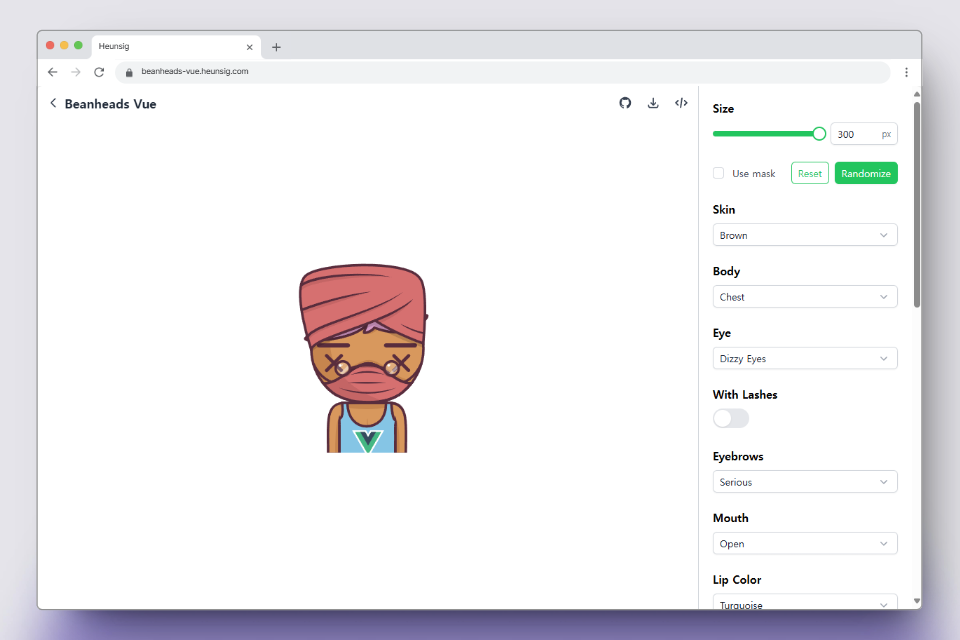 Heunsig
beanheads-vue.heunsig.com
Beanheads Vue
Size
300 px
Use mask Reset Randomize
Skin
Brown
Body
Chest
Eye
Dizzy Eyes
With Lashes
Eyebrows
Serious
Mouth
Open
Lip Color
Turquoise